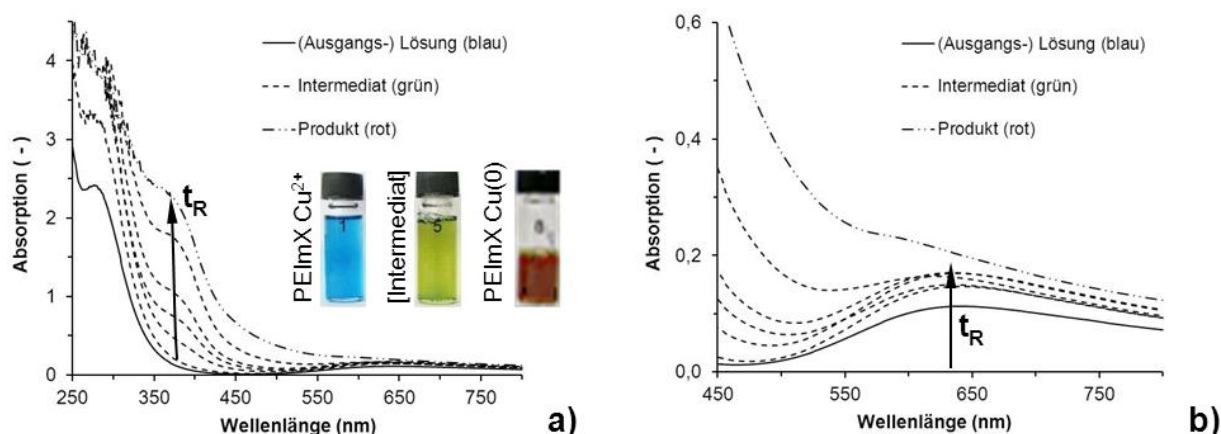 4
3
2
1
0
250
350
450
550
650
750
Absorption ( - )
Wellenlänge (nm)
(Ausgangs-) Lösung (blau)
Intermediat (grün)
Produkt (rot)
tR
PEImX Cu2+
[Intermediat]
PEImX Cu(0)
1
5
a)
0,6
0,4
0,2
0,0
450
550
650
750
Absorption ( - )
Wellenlänge (nm)
(Ausgangs-) Lösung (blau)
Intermediat (grün)
Produkt (rot)
tR
b)